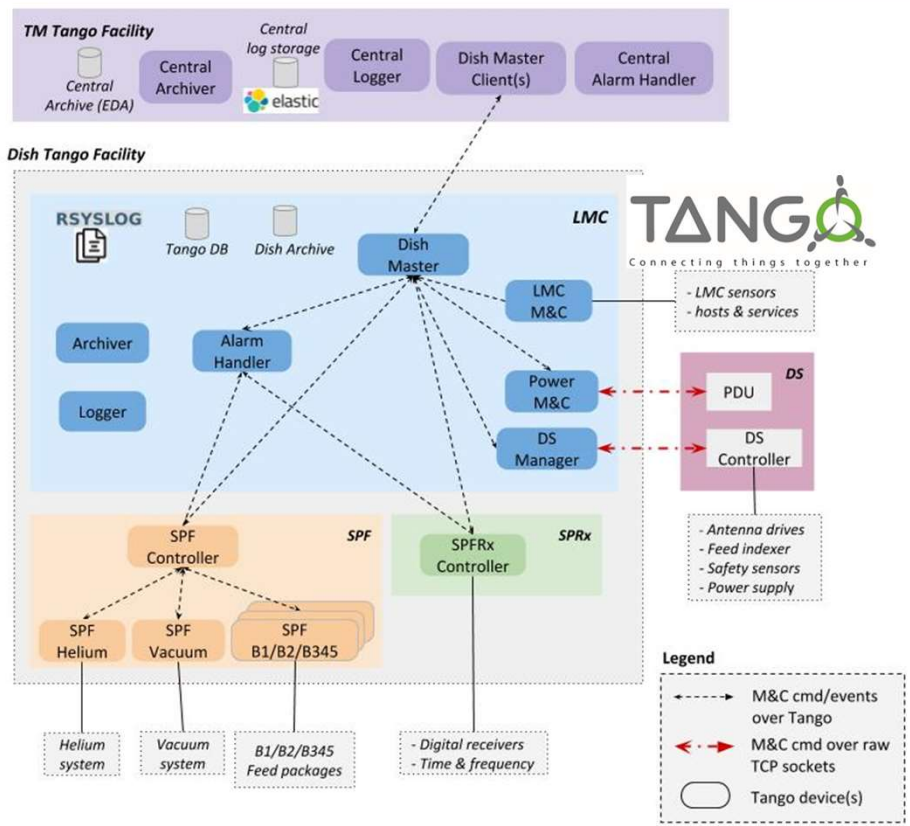 TM Tango Facility
Central
log storage
Central
Archive (EDA)
Central
Archiver
elastic
Central
Logger
Dish Master
Client(s)
Central
Alarm Handler
Dish Tango Facility
RSYSLOG
Tango DB
Dish Archive
LMC
Dish
Master
TANGO
Connecting things together
LMC
M&C
- LMC sensors
- hosts & services
Archiver
Alarm
Handler
Logger
Power
M&C
DS
Manager
DS
PDU
DS
Controller
- Antenna drives
- Feed indexer
- Safety sensors
- Power supply
SPF
SPF
Controller
SPF
Helium
SPF
Vacuum
SPF
B1/B2/B345
SPRx
SPFRx
Controller
Helium
system
Vacuum
system
B1/B2/B345
Feed packages
- Digital receivers
- Time & frequency
Legend
M&C cmd/events
over Tango
M&C cmd over raw
TCP sockets
Tango device(s)